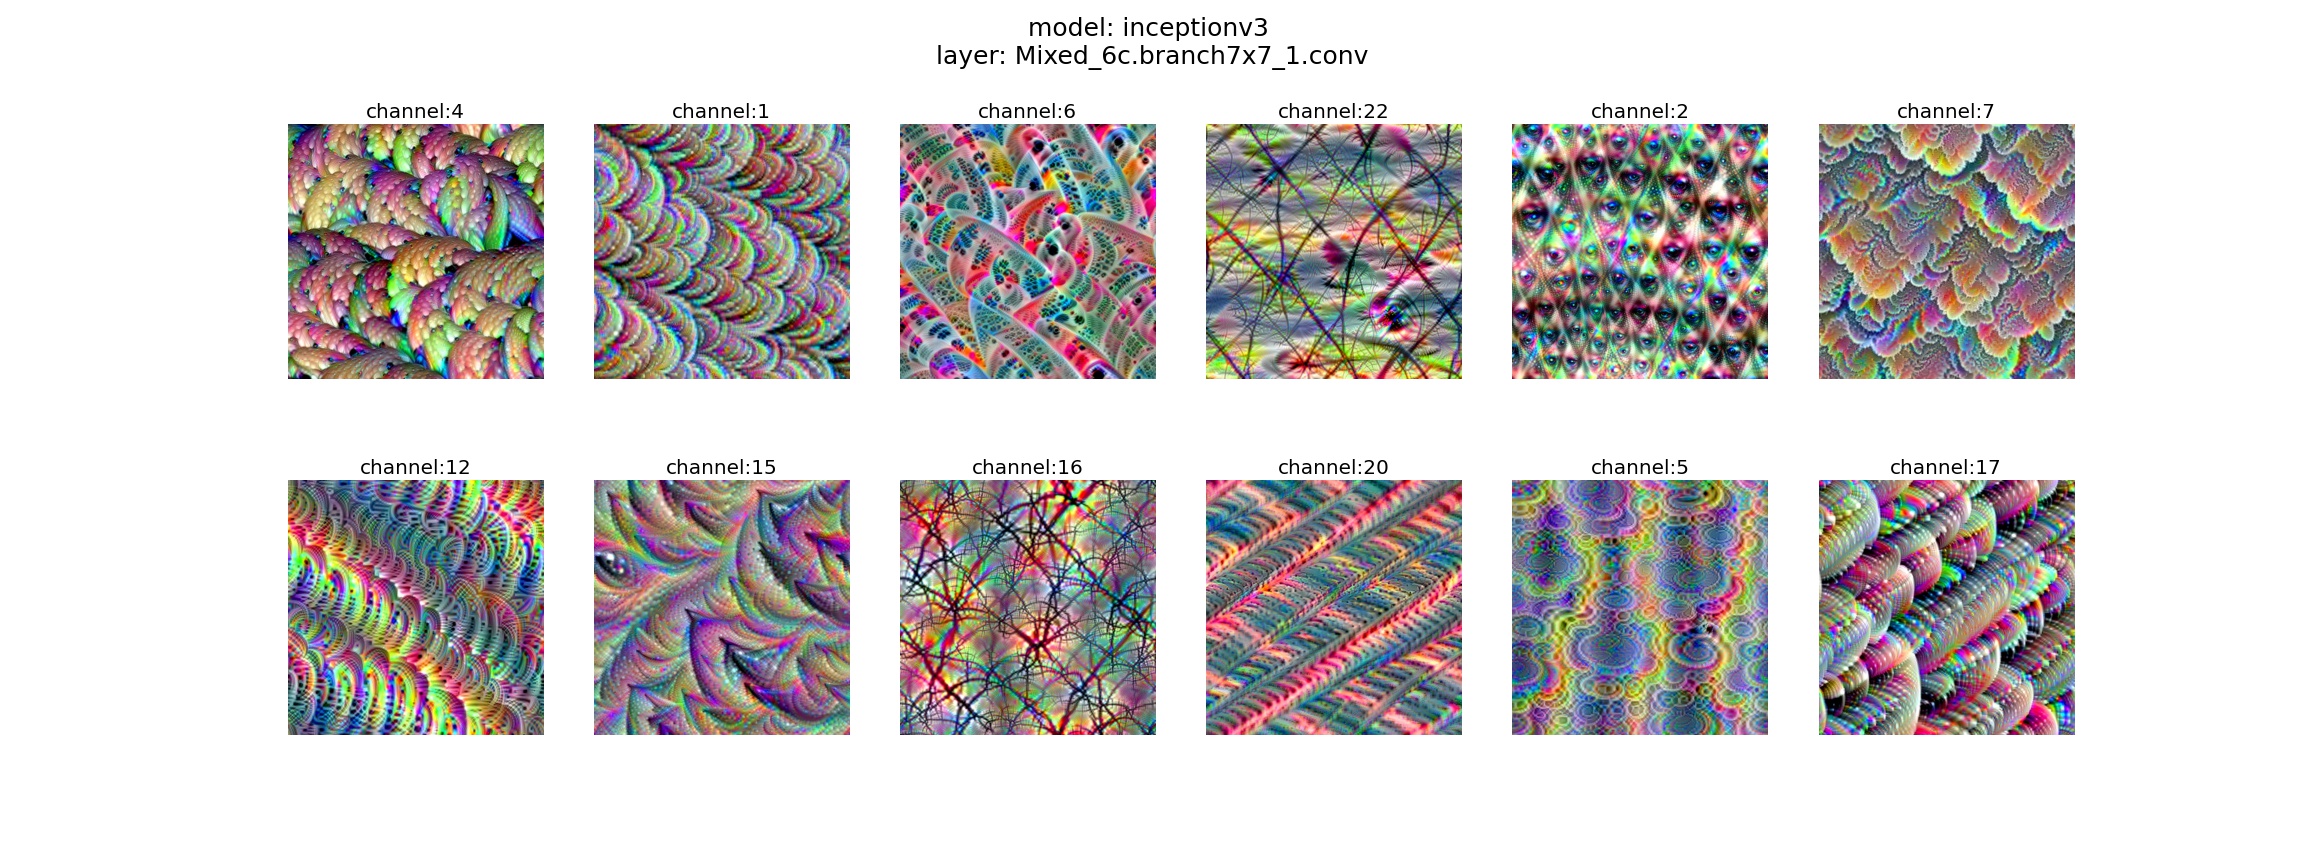 model: inceptionv3
layer: Mixed_6c.branch7x7_1.conv
channel:4
channel:1
channel:6
channel:22
channel:2
channel:7
channel:12
channel:15
channel:16
channel:20
channel:5
channel:17